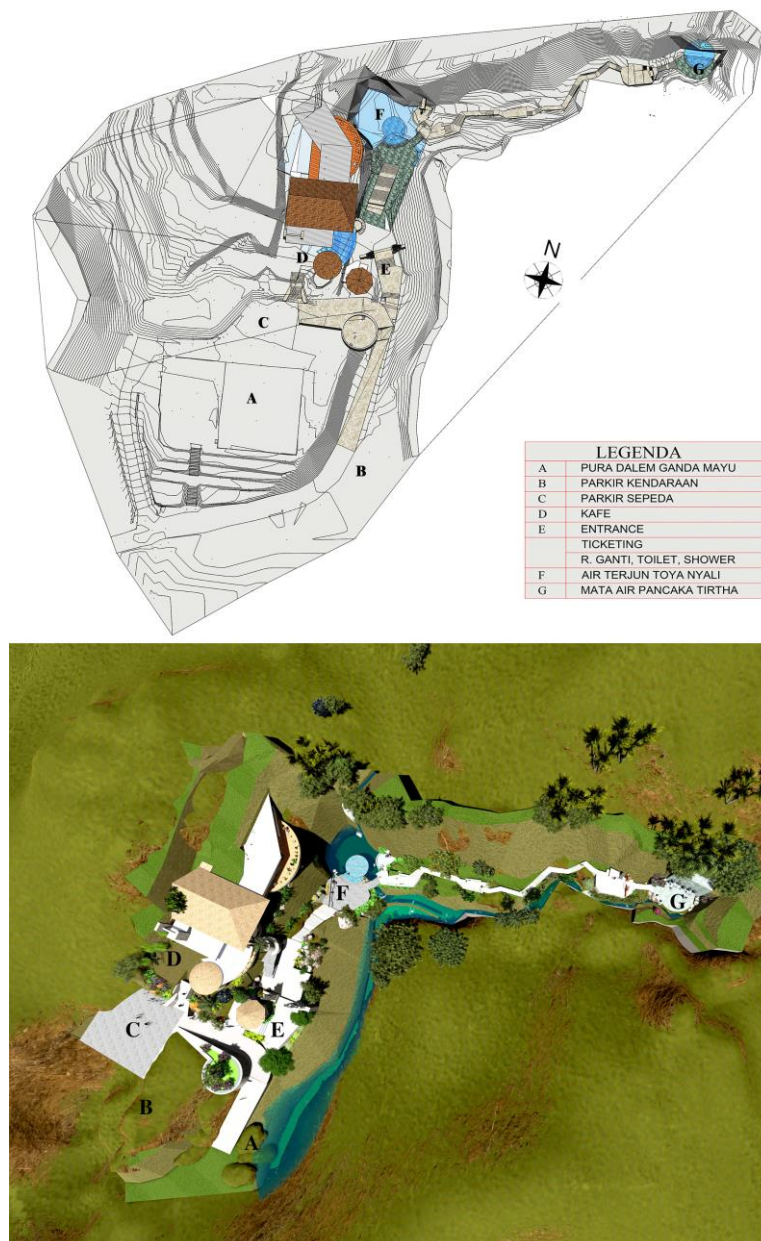 G
F
N
D
E
C
A
B
LEGENDA
A PURA DALEM GANDA MAYU
B PARKIR KENDARAAN
C PARKIR SEPEDA
D KAFE
E ENTRANCE
TICKETING
R. GANTI, TOILET, SHOWER
F AIR TERJUN TOYA NYALI
G MATA AIR PANCAKA TIRTHA
F
G
D
C
E
B
A